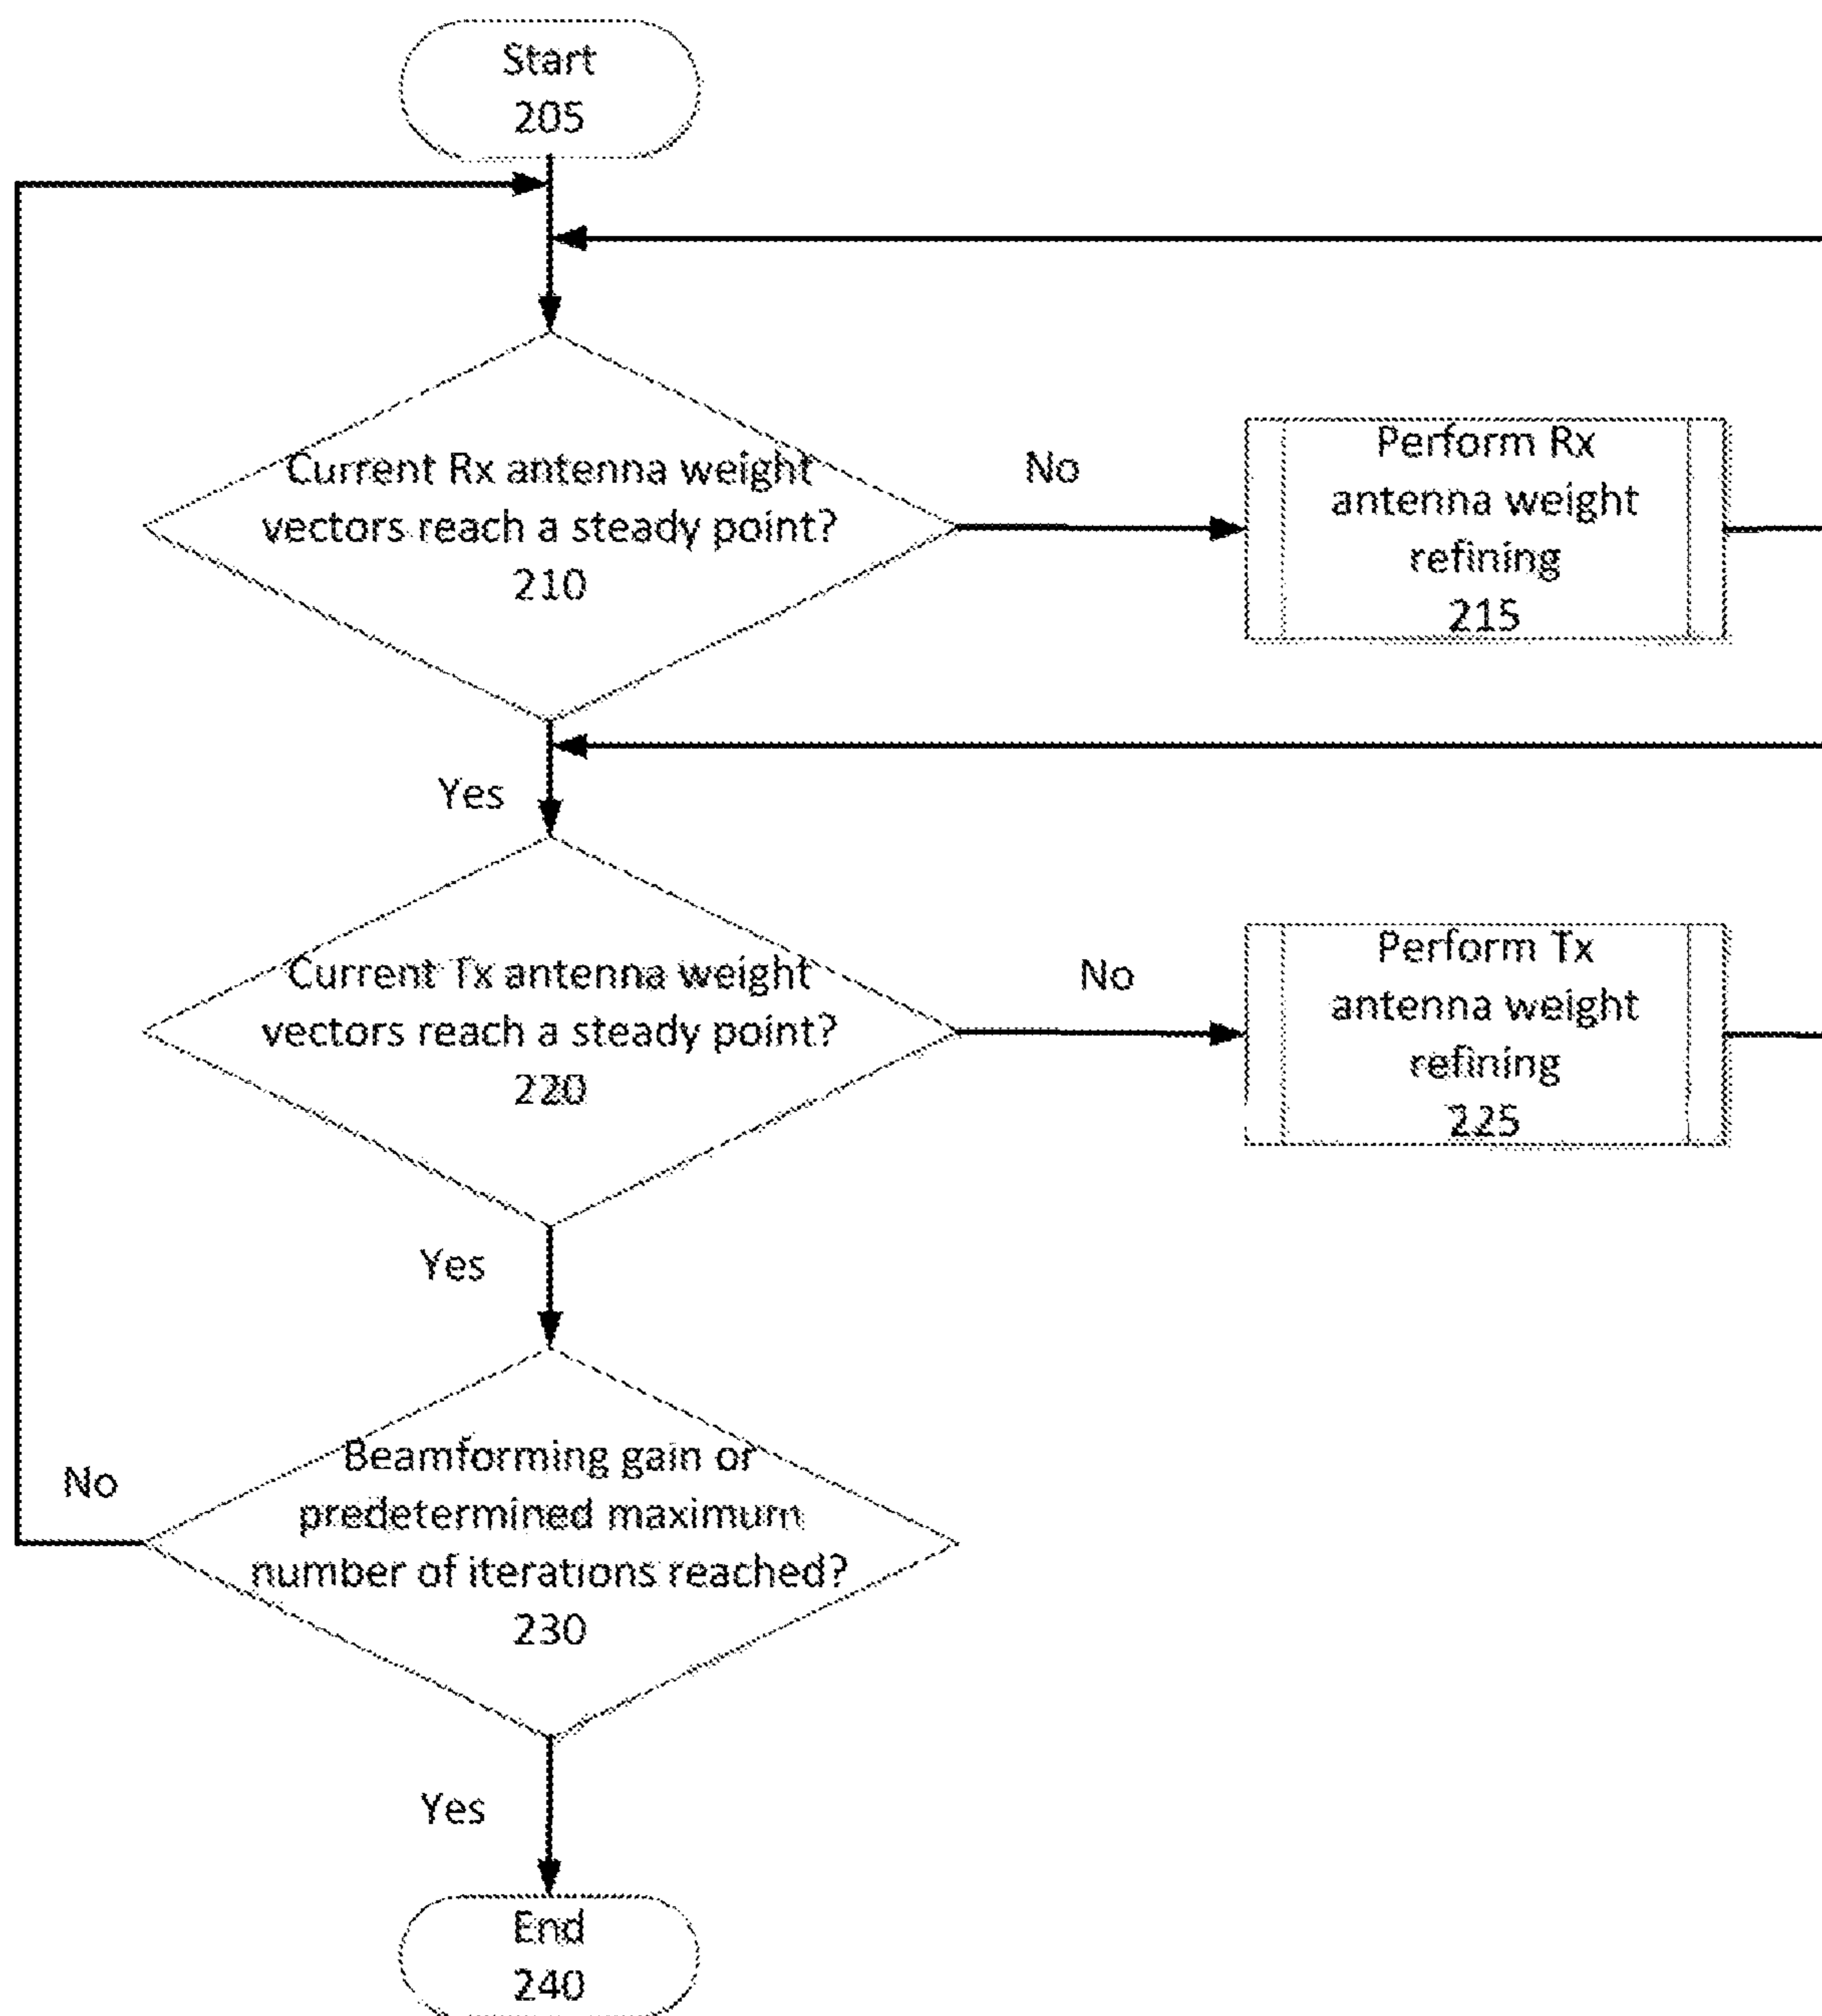 Start
205
Current Rx antenna weight
vectors reach a steady point?
210
No
Perform Rx
antenna weight
refining
215
Yes
Current Tx antenna weight
vectors reach a steady point?
220
No
Perform Tx
antenna weight
refining
225
Yes
Beamforming gain or
predetermined maximum
number of iterations reached?
230
No
Yes
End
240